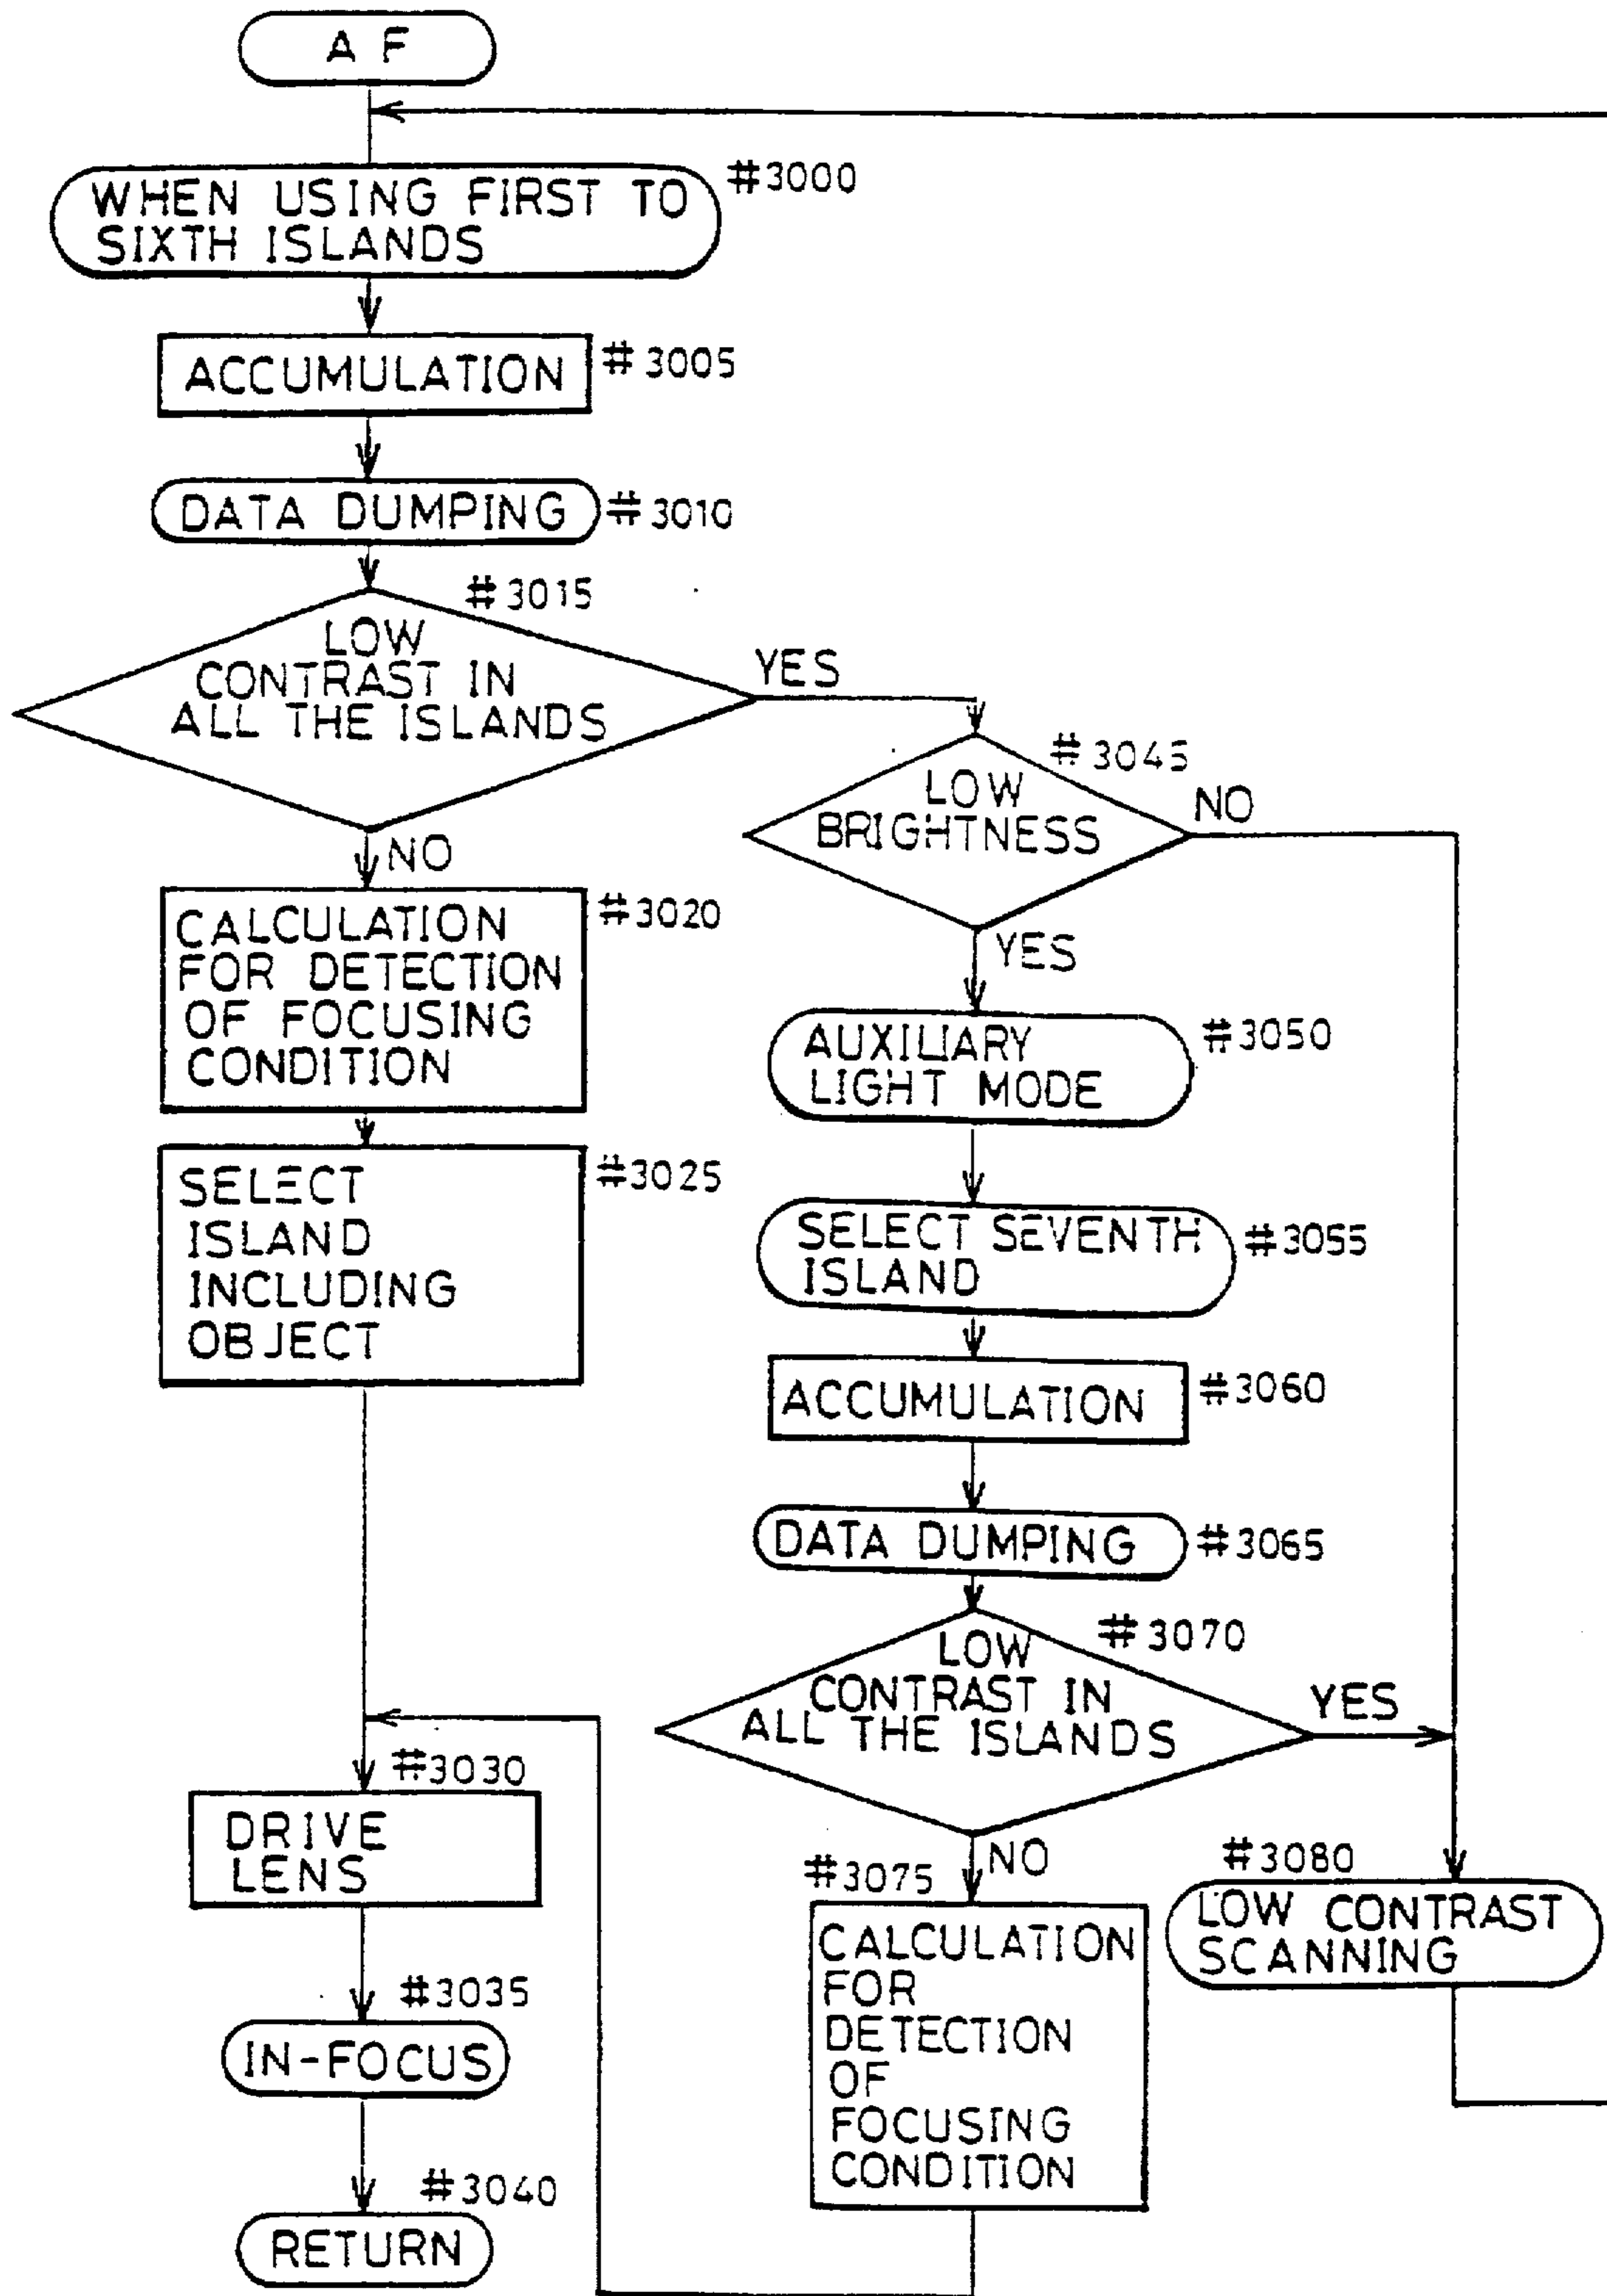 A F
WHEN USING FIRST TO
SIXTH ISLANDS
#3000
ACCUMULATION
#3005
DATA DUMPING
#3010
#3015
LOW
CONTRAST IN
ALL THE ISLANDS
YES
NO
CALCULATION
FOR DETECTION
OF FOCUSING
CONDITION
#3020
SELECT
ISLAND
INCLUDING
OBJECT
#3025
#3030
DRIVE
LENS
#3035
IN-FOCUS
#3040
RETURN
#3045
LOW
BRIGHTNESS
NO
YES
AUXILIARY
LIGHT MODE
#3050
SELECT SEVENTH
ISLAND
#3055
ACCUMULATION
#3060
DATA DUMPING
#3065
#3070
LOW
CONTRAST IN
ALL THE ISLANDS
YES
NO
#3075
CALCULATION
FOR
DETECTION
OF
FOCUSING
CONDITION
#3080
LOW CONTRAST
SCANNING